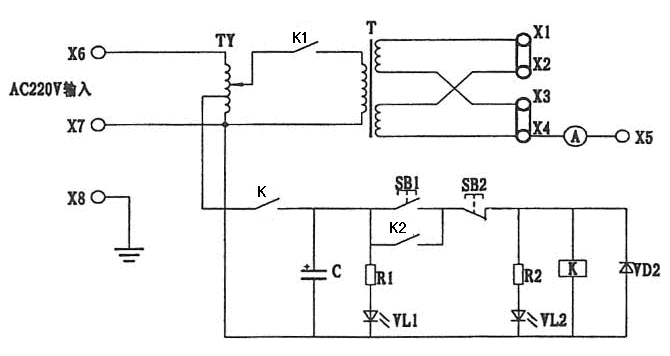 X6
TY
K1
T
X1
X2
AC220V输入
X3
X7
X4
A
X5
X8
K
SB1
SB2
K2
C
R1
R2
K
VD2
VL1
VL2